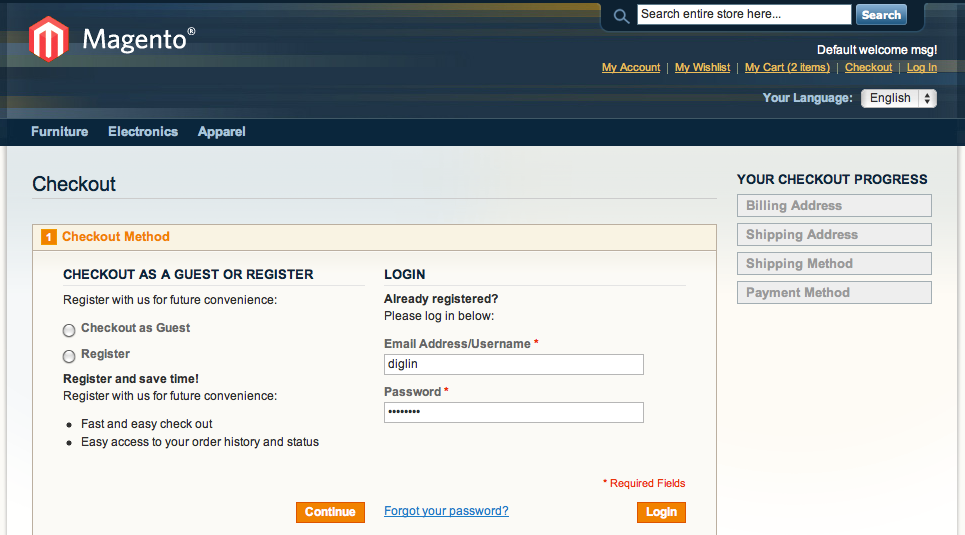 Search entire store here... Search
Magento®
Default welcome msg!
My Account | My Wishlist | My Cart (2 items) | Checkout | Log In
Your Language: English
Furniture Electronics Apparel
Checkout
1 Checkout Method
CHECKOUT AS A GUEST OR REGISTER
Register with us for future convenience:
Checkout as Guest
Register
Register and save time!
Register with us for future convenience:
• Fast and easy check out
• Easy access to your order history and status
Continue
LOGIN
Already registered?
Please log in below:
Email Address/Username *
diglin
Password *
••••••••
* Required Fields
Forgot your password?
Login
YOUR CHECKOUT PROGRESS
Billing Address
Shipping Address
Shipping Method
Payment Method